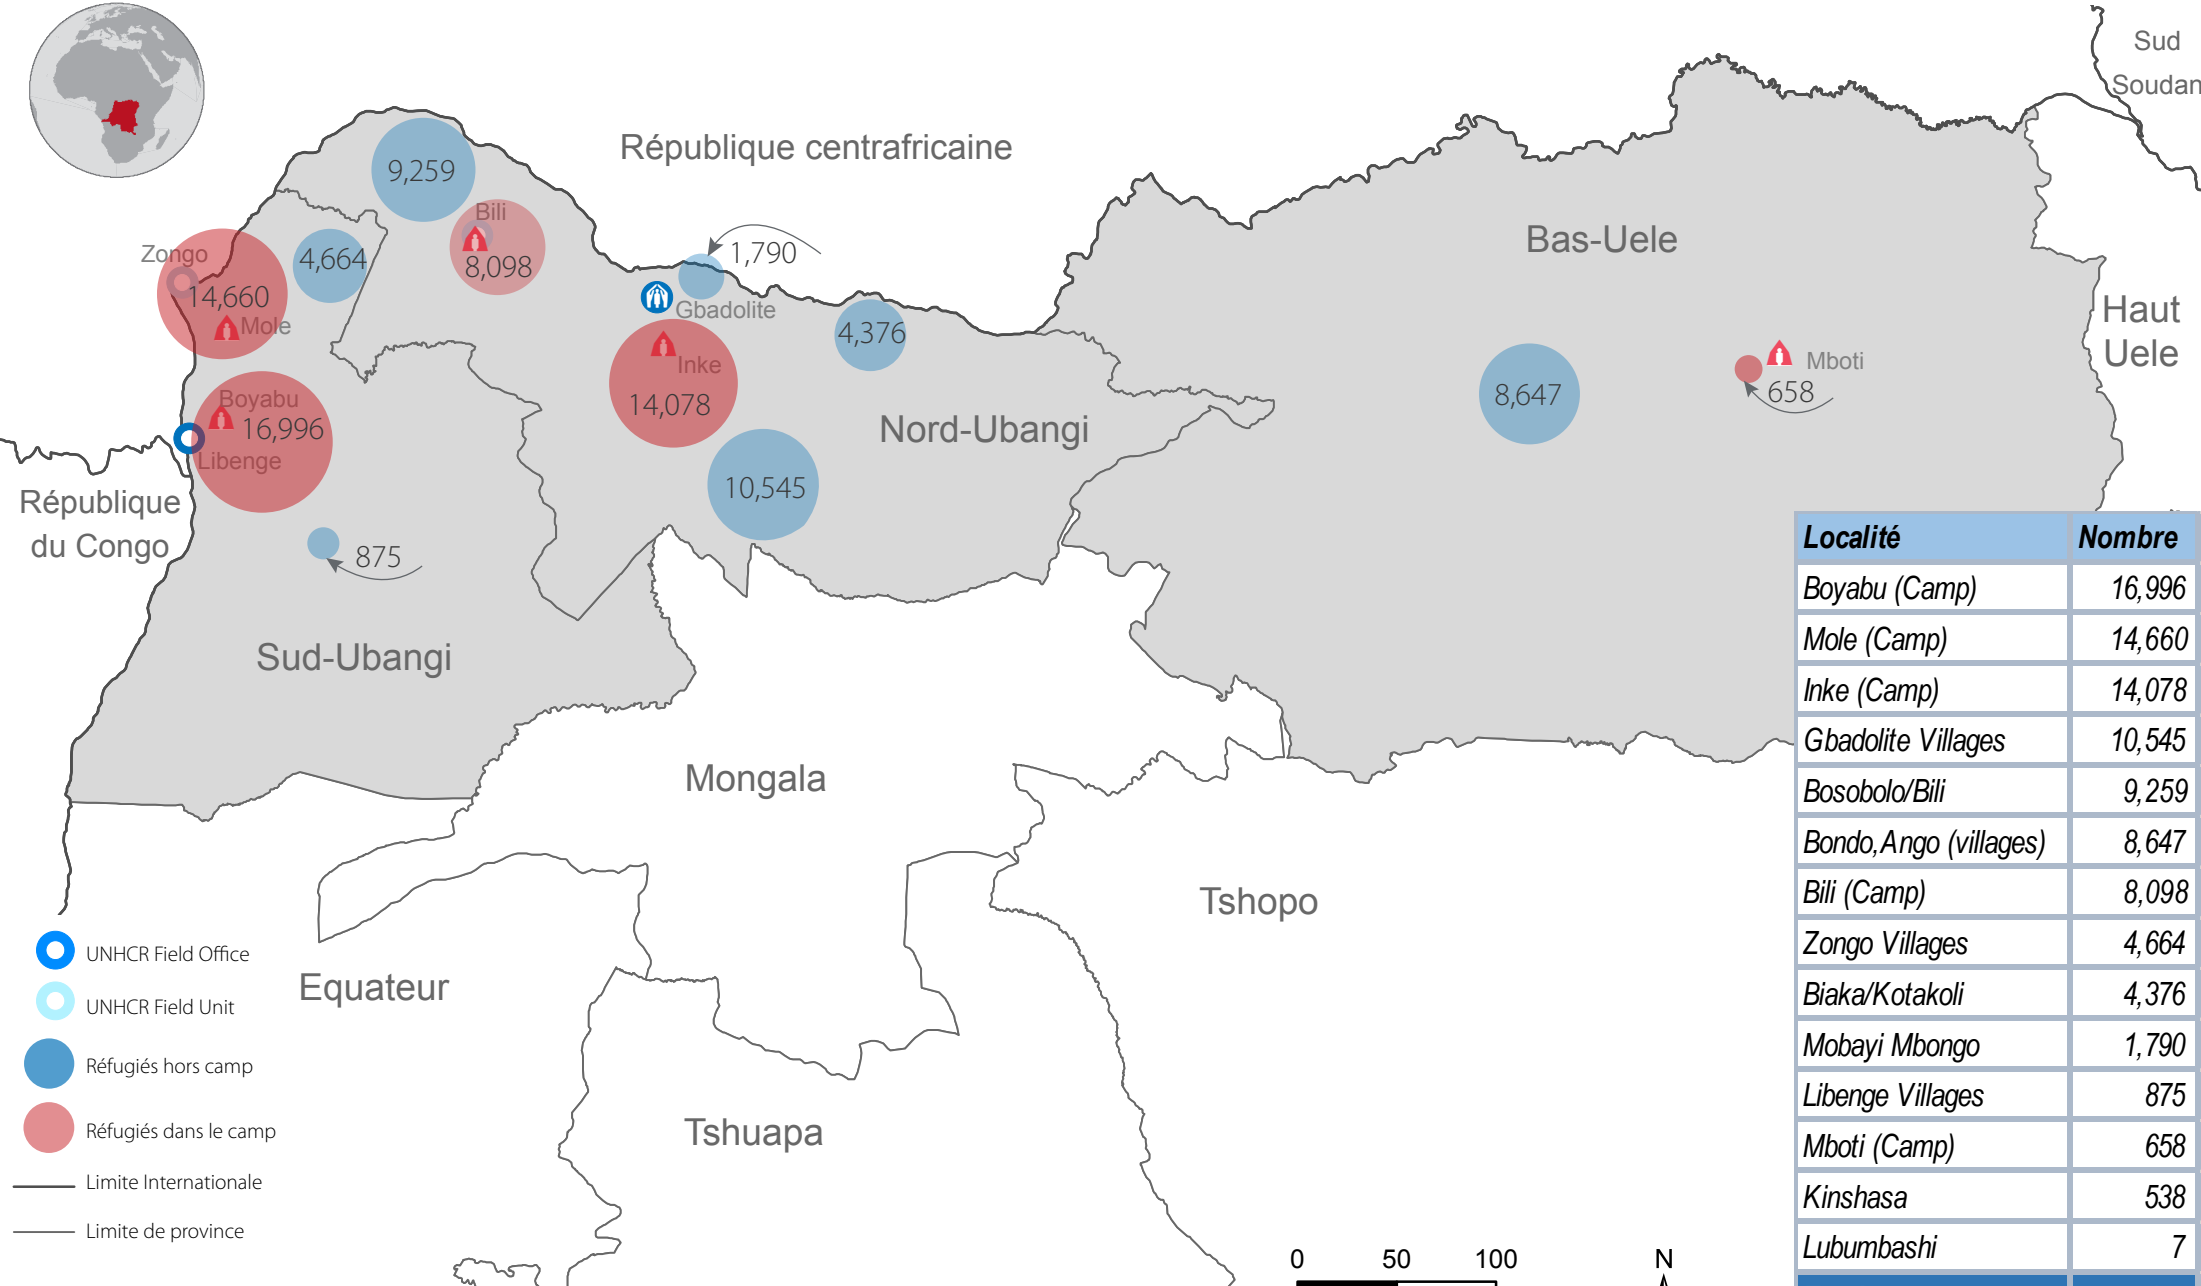 Sud
Soudan
République centrafricaine
9,259
Bili
8,098
Zongo
4,664
14,660
Mole
1,790
Gbadolite
4,376
Inke
14,078
Bas-Uele
Haut
Uele
Mboti
658
8,647
Boyabu
16,996
Libenge
Nord-Ubangi
10,545
République
du Congo
875
Sud-Ubangi
Mongala
Tshopo
Equateur
Tshuapa
Localité Nombre
Boyabu (Camp) 16,996
Mole (Camp) 14,660
Inke (Camp) 14,078
Gbadolite Villages 10,545
Bosobolo/Bili 9,259
Bondo,Ango (villages) 8,647
Bili (Camp) 8,098
Zongo Villages 4,664
Biaka/Kotakoli 4,376
Mobayi Mbongo 1,790
Libenge Villages 875
Mboti (Camp) 658
Kinshasa 538
Lubumbashi 7
UNHCR Field Office
UNHCR Field Unit
Réfugiés hors camp
Réfugiés dans le camp
Limite Internationale
Limite de province
0 50 100
N